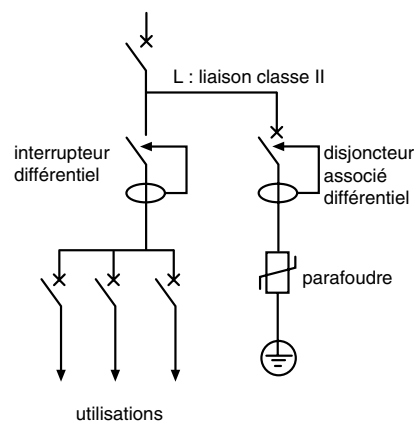 L : liaison classe II
interrupteur
différentiel
disjoncteur
associé
différentiel
parafoudre
utilisations